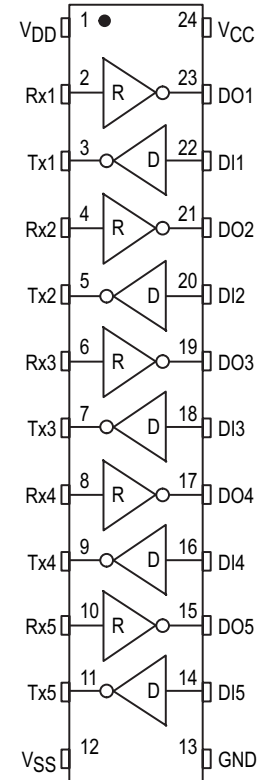 VDD 1 24 VCC
Rx1 2 R 23 DO1
Tx1 3 D 22 DI1
Rx2 4 R 21 DO2
Tx2 5 D 20 DI2
Rx3 6 R 19 DO3
Tx3 7 D 18 DI3
Rx4 8 R 17 DO4
Tx4 9 D 16 DI4
Rx5 10 R 15 DO5
Tx5 11 D 14 DI5
VSS 12 13 GND